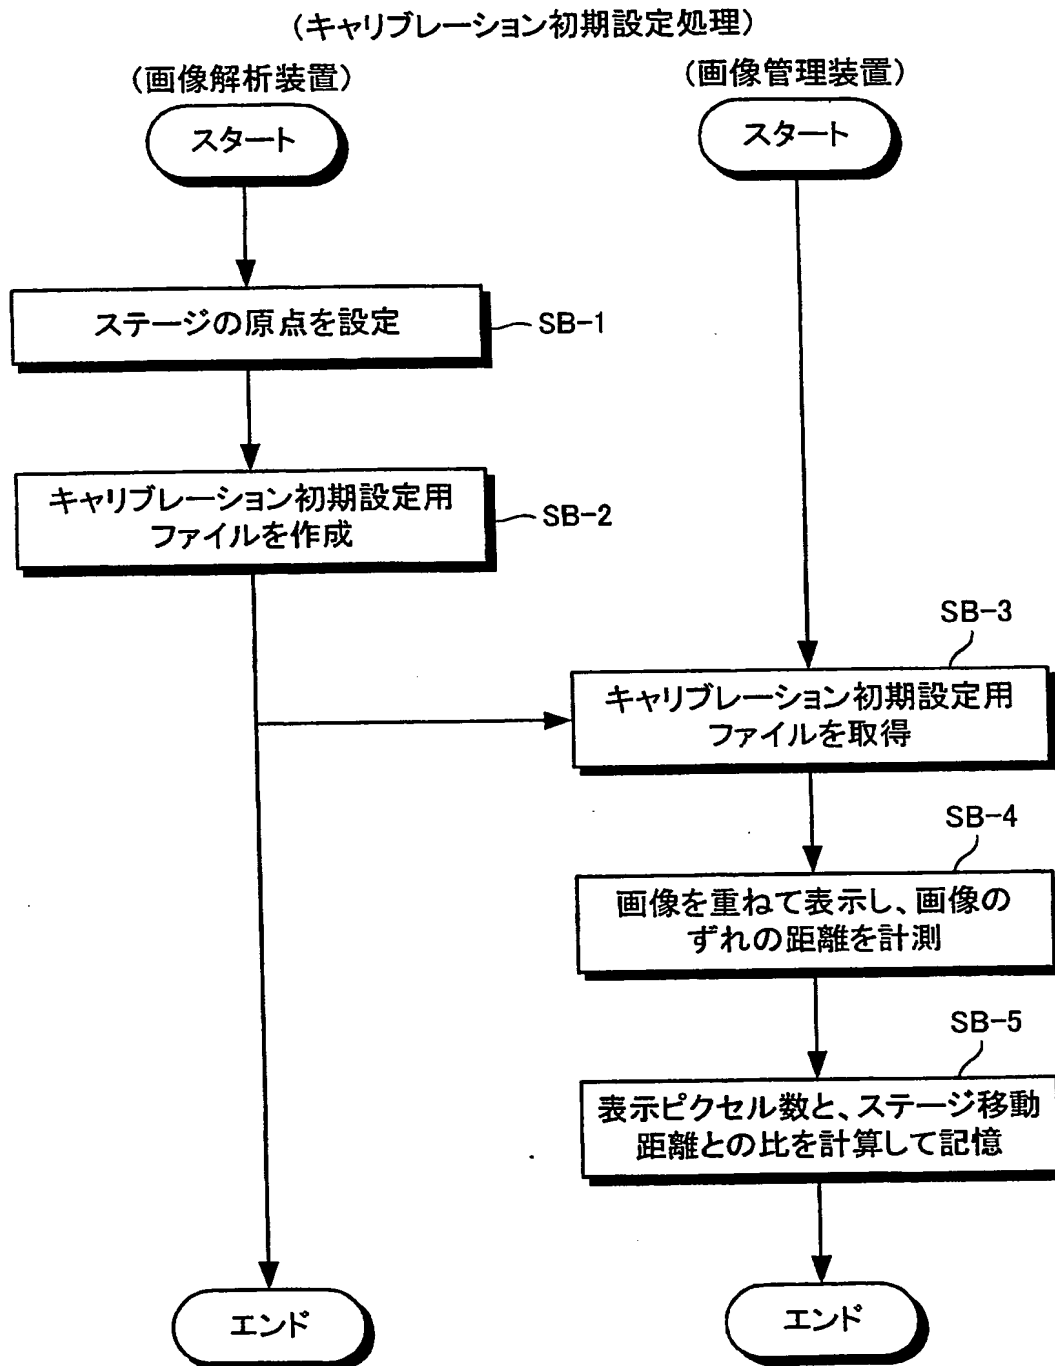 (キャリブレーション初期設定処理)
(画像解析装置)
(画像管理装置)
スタート
スタート
ステージの原点を設定
SB-1
キャリブレーション初期設定用
ファイルを作成
SB-2
SB-3
キャリブレーション初期設定用
ファイルを取得
SB-4
画像を重ねて表示し、画像の
ずれの距離を計測
SB-5
表示ピクセル数と、ステージ移動
距離との比を計算して記憶
エンド
エンド